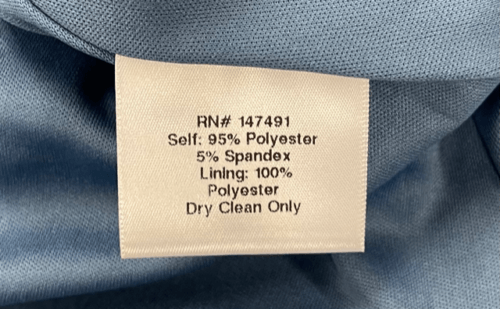 RN# 147491
Self: 95% Polyester
5% Spandex
Lining: 100%
Polyester
Dry Clean Only